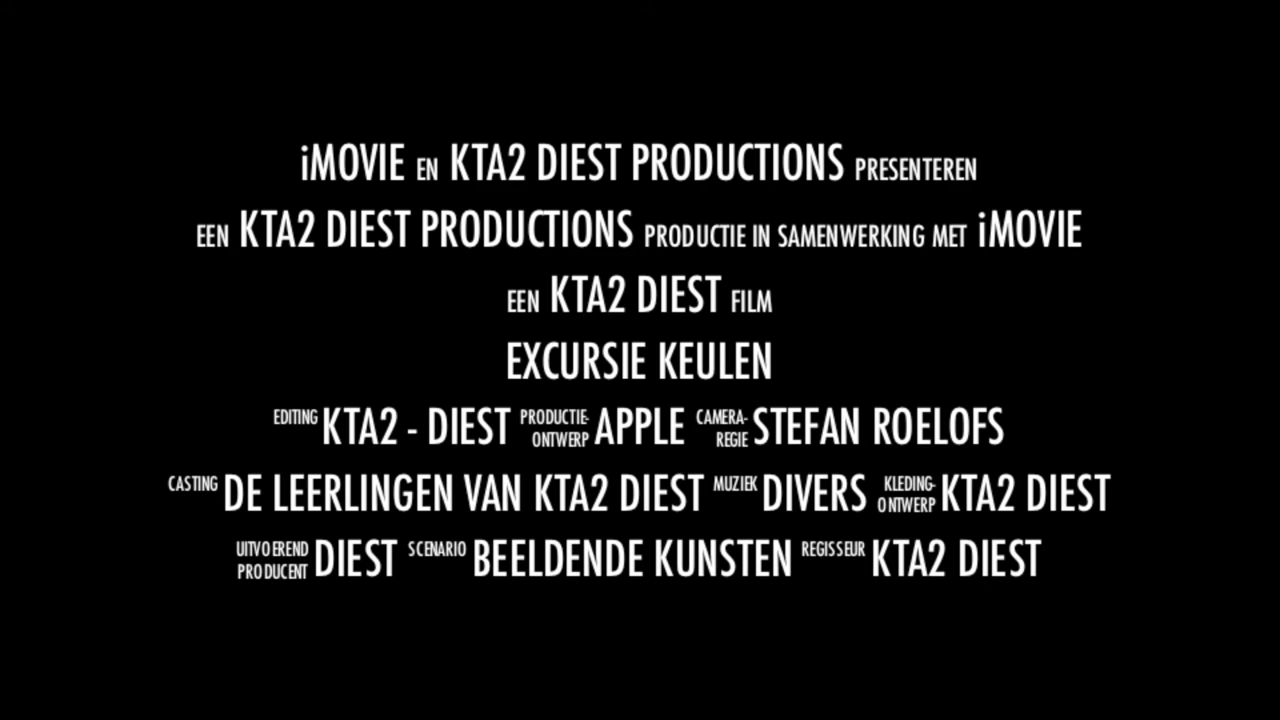 iMOVIE EN KTA2 DIEST PRODUCTIONS PRESENTEREN
EEN KTA2 DIEST PRODUCTIONS PRODUCTIE IN SAMENWERKING MET iMOVIE
EEN KTA2 DIEST FILM
EXCURSIE KEULEN
EDITING KTA2 - DIEST PRODUCTIE-ONTWERP APPLE CAMERA-REGIE STEFAN ROELOFS
CASTING DE LEERLINGEN VAN KTA2 DIEST MUZIEK DIVERS KLEDING-ONTWERP KTA2 DIEST
UITVOEREND PRODUCENT DIEST SCENARIO BEELDENDE KUNSTEN REGISSEUR KTA2 DIEST